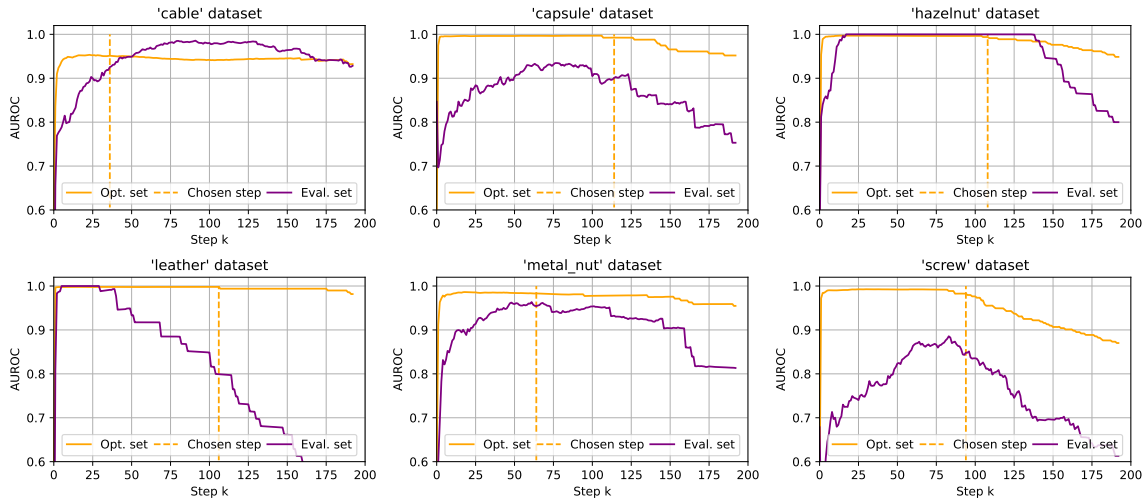 'cable' dataset
1.0
0.9
0.8
0.7
0.6
AUROC
Opt. set Chosen step Eval. set
0 25 50 75 100 125 150 175 200
Step k
'capsule' dataset
1.0
0.9
0.8
0.7
0.6
AUROC
Opt. set Chosen step Eval. set
0 25 50 75 100 125 150 175 200
Step k
'hazelnut' dataset
1.0
0.9
0.8
0.7
0.6
AUROC
Opt. set Chosen step Eval. set
0 25 50 75 100 125 150 175 200
Step k
'leather' dataset
1.0
0.9
0.8
0.7
0.6
AUROC
Opt. set Chosen step Eval. set
0 25 50 75 100 125 150 175 200
Step k
'metal_nut' dataset
1.0
0.9
0.8
0.7
0.6
AUROC
Opt. set Chosen step Eval. set
0 25 50 75 100 125 150 175 200
Step k
'screw' dataset
1.0
0.9
0.8
0.7
0.6
AUROC
Opt. set Chosen step Eval. set
0 25 50 75 100 125 150 175 200
Step k